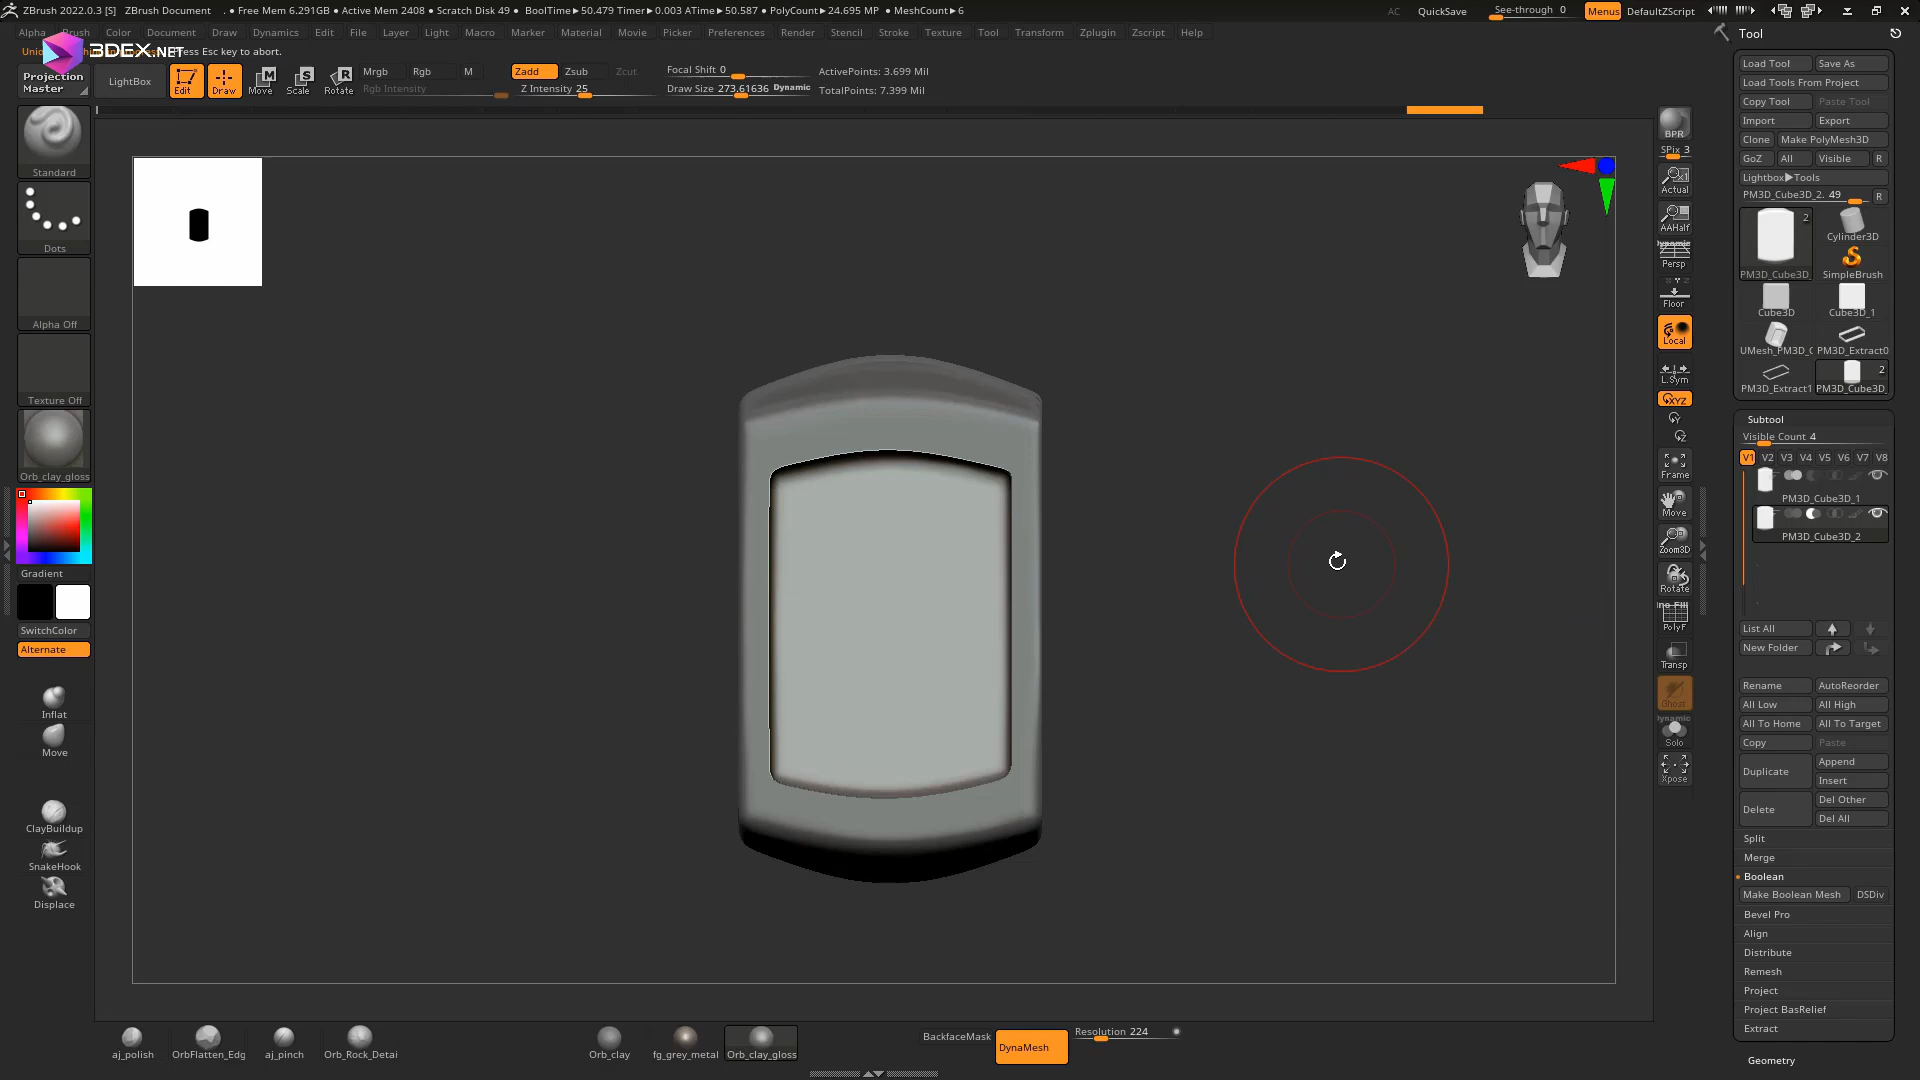 ZBrush 2022.0.3 [S] ZBrush Document . • Free Mem 6.291GB • Active Mem 2408 • Scratch Disk 49 • BoolTime▶50.479 Timer▶0.003 ATime▶50.587 • PolyCount▶24.695 MP • MeshCount▶6 AC QuickSave See-through 0 Menus DefaultZScript
Alpha Brush Color Document Draw Dynamics Edit File Layer Light Macro Marker Material Movie Picker Preferences Render Stencil Stroke Texture Tool Transform Zplugin Zscript Help
3DEX.NET
Press Esc key to abort.
Projection Master
LightBox
Edit Draw Move Scale Rotate
Mrgb Rgb M
Rgb Intensity
Zadd Zsub Zcut
Z Intensity 25
Focal Shift 0
Draw Size 273.61636 Dynamic
ActivePoints: 3.699 Mil
TotalPoints: 7.399 Mil
Standard
Dots
Alpha Off
Texture Off
Orb_clay_gloss
Gradient
SwitchColor
Alternate
Inflat
Move
ClayBuildup
SnakeHook
Displace
BPR
SPix 3
Actual
AAHalf
Dynamic
Persp
Floor
Local
L.Sym
XYZ
Frame
Move
Zoom3D
Rotate
PolyF
Transp
Ghost
Dynamic
Solo
Xpose
Tool
Load Tool Save As
Load Tools From Project
Copy Tool Paste Tool
Import Export
Clone Make PolyMesh3D
GoZ All Visible R
Lightbox▶Tools
PM3D_Cube3D_2. 49 R
2
PM3D_Cube3D_ Cylinder3D
SimpleBrush
Cube3D Cube3D_1
UMesh_PM3D_C PM3D_Extract0
2
PM3D_Extract1 PM3D_Cube3D_
Subtool
Visible Count 4
V1 V2 V3 V4 V5 V6 V7 V8
PM3D_Cube3D_1
PM3D_Cube3D_2
List All
New Folder
Rename AutoReorder
All Low All High
All To Home All To Target
Copy Paste
Duplicate Append
Insert
Delete Del Other
Del All
Split
Merge
Boolean
Make Boolean Mesh DSDiv
Bevel Pro
Align
Distribute
Remesh
Project
Project BasRelief
Extract
Geometry
aj_polish OrbFlatten_Edg aj_pinch Orb_Rock_Detai Orb_clay fg_grey_metal Orb_clay_gloss
BackfaceMask DynaMesh Resolution 224